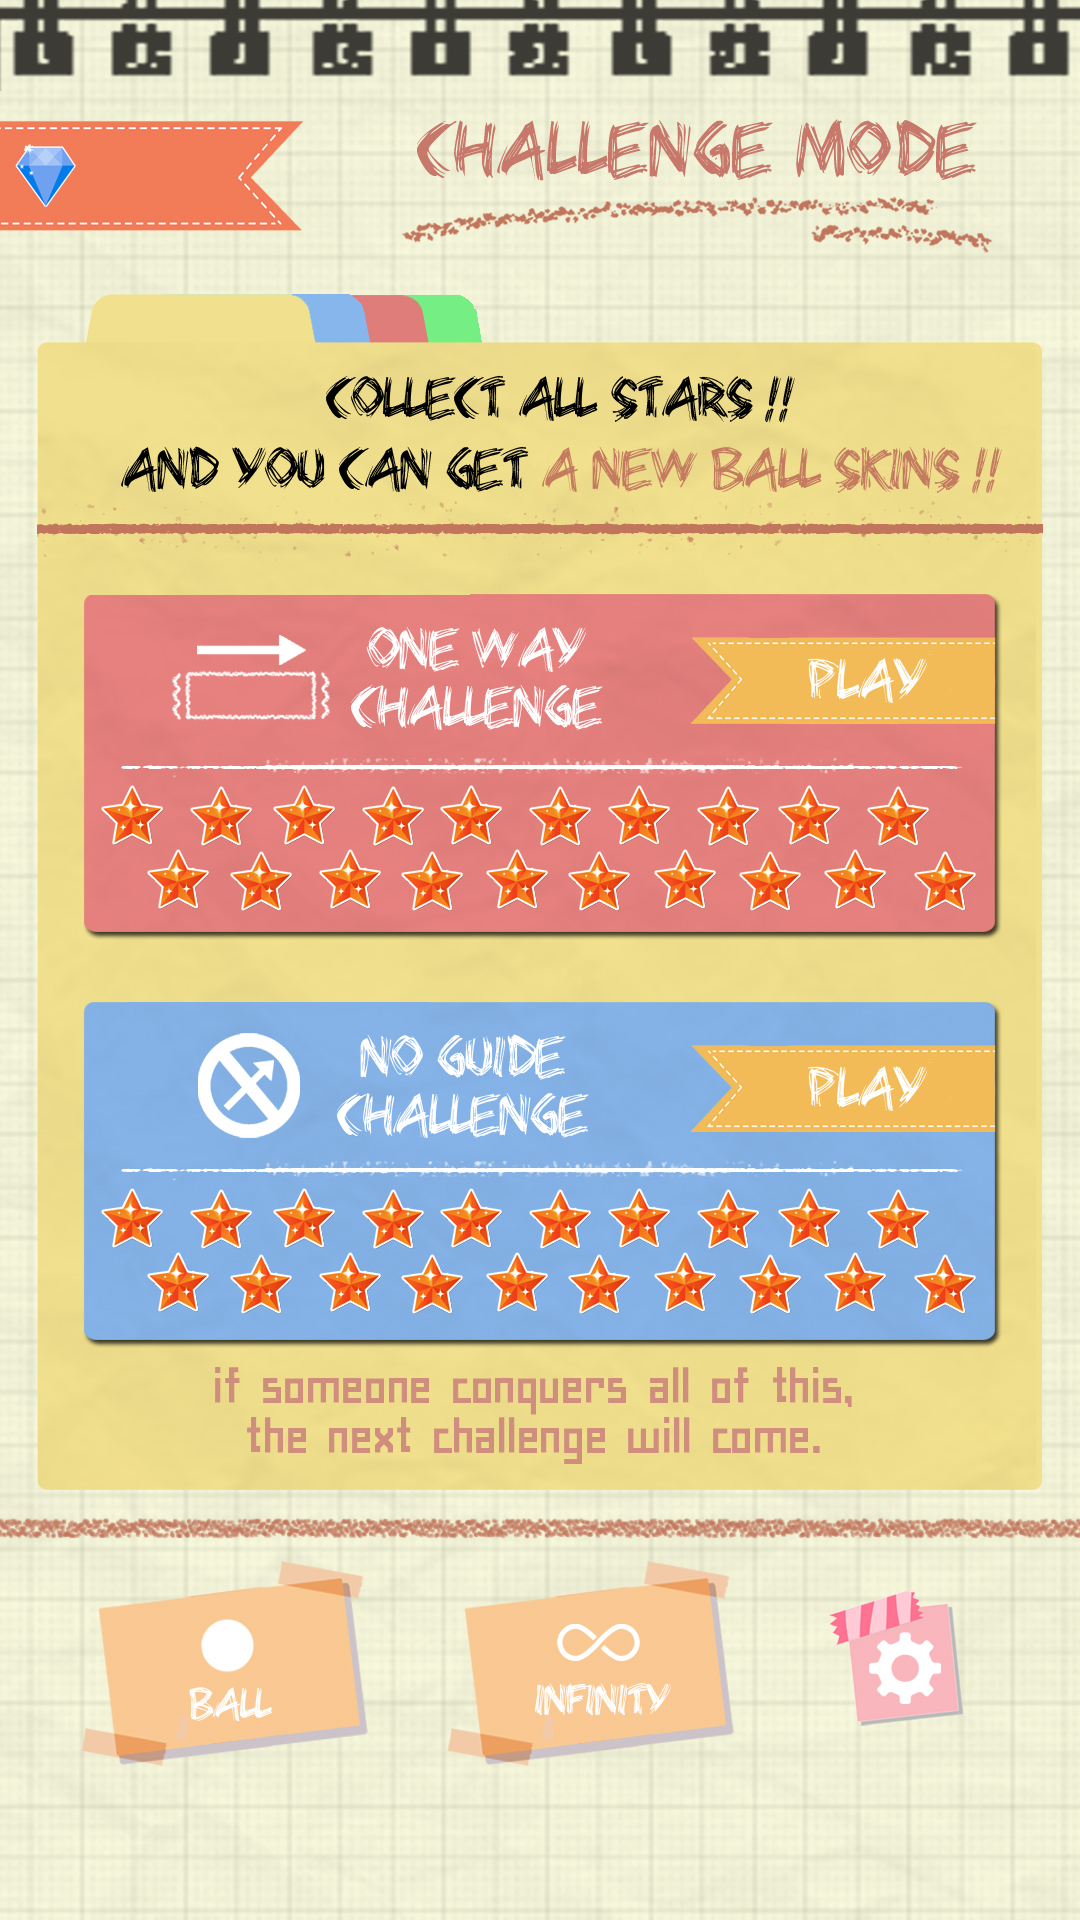 CHALLENGE MODE
COLLECT ALL STARS !!
AND YOU CAN GET A NEW BALL SKINS !!
ONE WAY
CHALLENGE
PLAY
NO GUIDE
CHALLENGE
PLAY
if someone conquers all of this,
the next challenge will come.
BALL
INFINITY